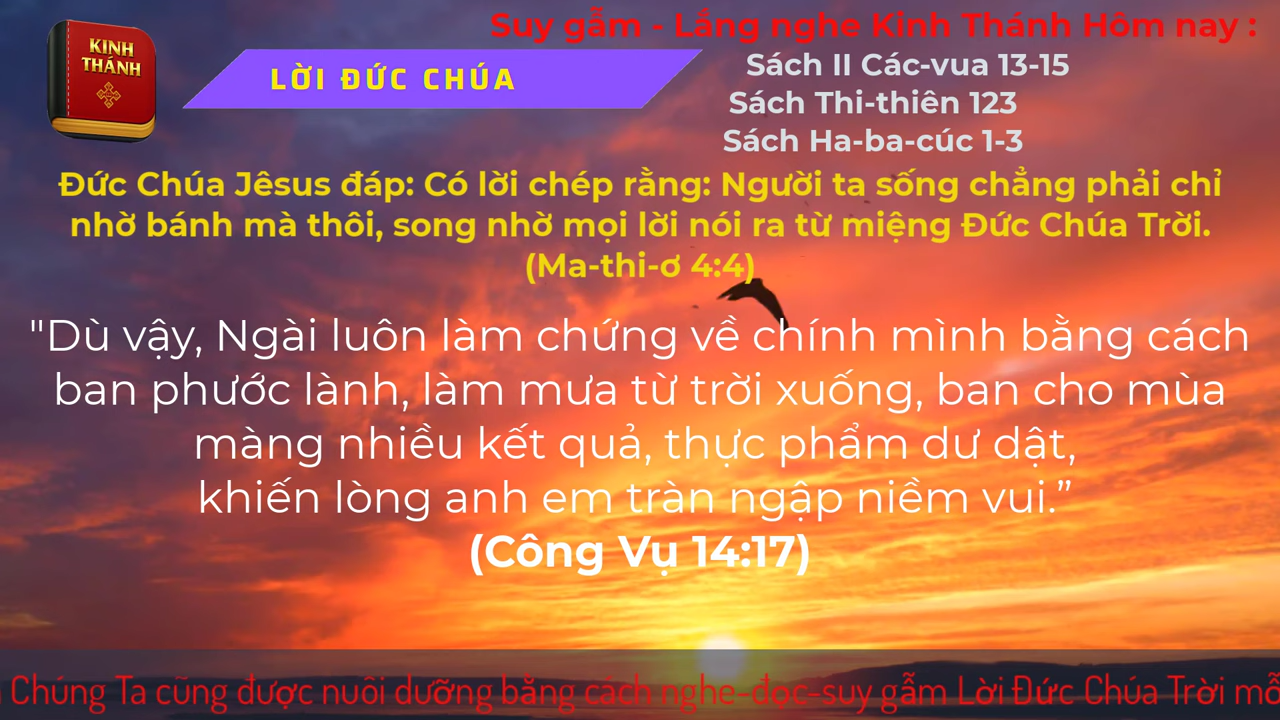 Suy gẫm - Lắng nghe Kinh Thánh Hôm nay :
KINH
THÁNH
LỜI ĐỨC CHÚA
Sách II Các-vua 13-15
Sách Thi-thiên 123
Sách Ha-ba-cúc 1-3
Đức Chúa Jêsus đáp: Có lời chép rằng: Người ta sống chẳng phải chỉ
nhờ bánh mà thôi, song nhờ mọi lời nói ra từ miệng Đức Chúa Trời.
(Ma-thi-ơ 4:4)
"Dù vậy, Ngài luôn làm chứng về chính mình bằng cách
ban phước lành, làm mưa từ trời xuống, ban cho mùa
màng nhiều kết quả, thực phẩm dư dật,
khiến lòng anh em tràn ngập niềm vui.”
(Công Vụ 14:17)
Chúng Ta cũng được nuôi dưỡng bằng cách nghe-đọc-suy gẫm Lời Đức Chúa Trời